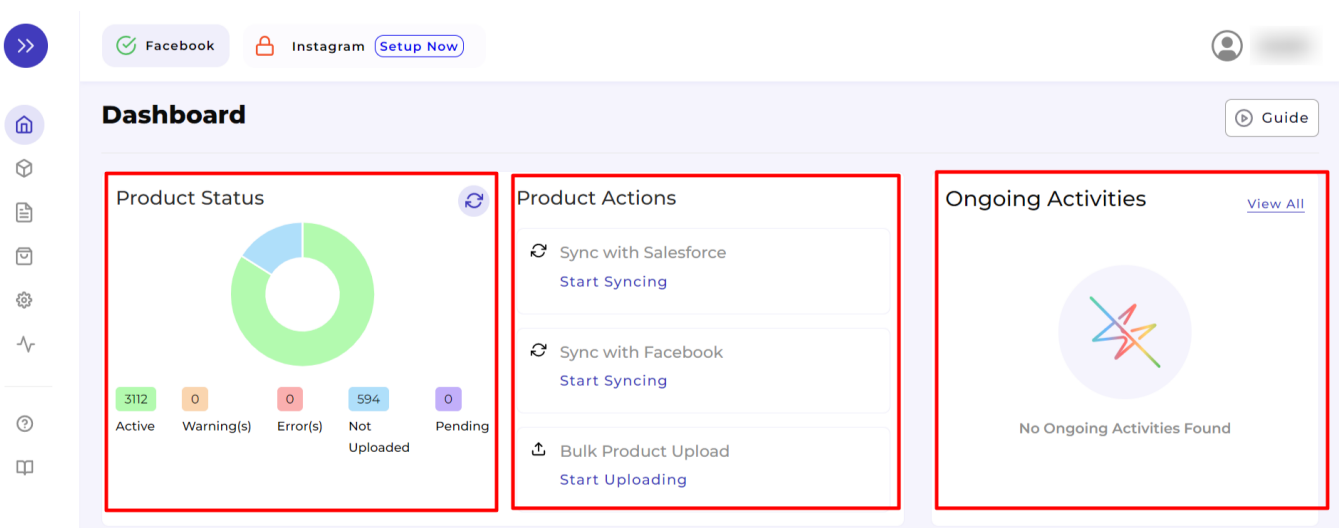 Facebook
Instagram Setup Now
Dashboard
Guide
Product Status
3112 0 0 594 0
Active Warning(s) Error(s) Not Uploaded Pending
Product Actions
Sync with Salesforce
Start Syncing
Sync with Facebook
Start Syncing
Bulk Product Upload
Start Uploading
Ongoing Activities View All
No Ongoing Activities Found